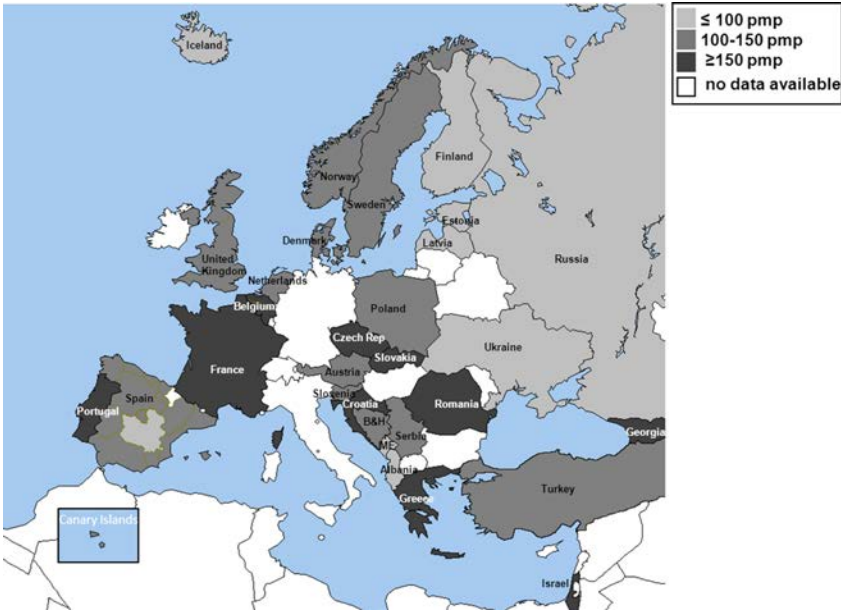 ≤ 100 pmp
100-150 pmp
≥150 pmp
no data available
Iceland
Finland
Norway
Sweden
Estonia
Latvia
Denmark
Russia
United
Kingdom
Netherlands
Belgium
Poland
Czech Rep
Ukraine
Slovakia
France
Austria
Slovenia
Croatia
Romania
Spain
Portugal
B&H
Serbia
Georgia
ME
Albania
Turkey
Greece
Canary Islands
Israel